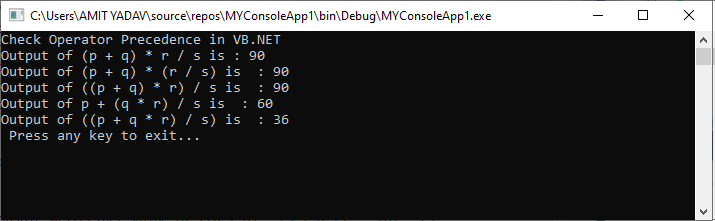 C:\Users\AMIT YADAV\source\repos\MYConsoleApp1\bin\Debug\MYConsoleApp1.exe
Check Operator Precedence in VB.NET
Output of (p + q) * r / s is : 90
Output of (p + q) * (r / s) is  : 90
Output of ((p + q) * r) / s is  : 90
Output of p + (q * r) / s is  : 60
Output of ((p + q * r) / s) is  : 36
 Press any key to exit...